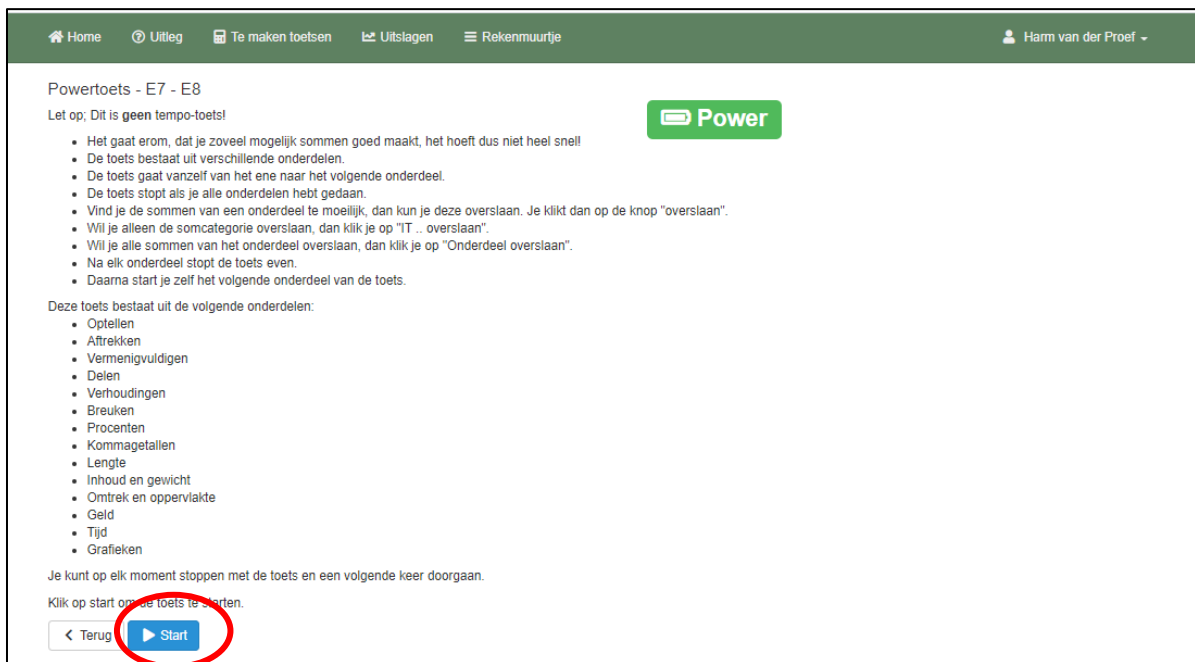 Home Uitleg Te maken toetsen Uitslagen Rekenmuurtje Harm van der Proef
Powertoets - E7 - E8
Let op; Dit is geen tempo-toets!
Power
Het gaat erom, dat je zoveel mogelijk sommen goed maakt, het hoeft dus niet heel snel!
De toets bestaat uit verschillende onderdelen.
De toets gaat vanzelf van het ene naar het volgende onderdeel.
De toets stopt als je alle onderdelen hebt gedaan.
Vind je de sommen van een onderdeel te moeilijk, dan kun je deze overslaan. Je klikt dan op de knop "overslaan".
Wil je alleen de somcategorie overslaan, dan klik je op "IT .. overslaan".
Wil je alle sommen van het onderdeel overslaan, dan klik je op "Onderdeel overslaan".
Na elk onderdeel stopt de toets even.
Daarna start je zelf het volgende onderdeel van de toets.
Deze toets bestaat uit de volgende onderdelen:
Optellen
Aftrekken
Vermenigvuldigen
Delen
Verhoudingen
Breuken
Procenten
Kommagetallen
Lengte
Inhoud en gewicht
Omtrek en oppervlakte
Geld
Tijd
Grafieken
Je kunt op elk moment stoppen met de toets en een volgende keer doorgaan.
Klik op start om de toets te starten.
Terug Start